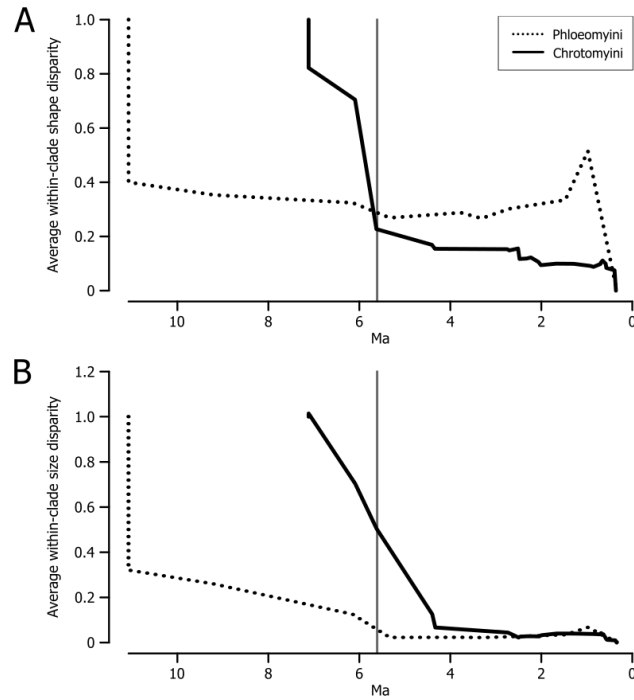 A
Phloeomyini
Chrotomyini
Average within-clade shape disparity
1.0
0.8
0.6
0.4
0.2
0
10 8 6 4 2 0
Ma
B
Average within-clade size disparity
1.2
1.0
0.8
0.6
0.4
0.2
0
10 8 6 4 2 0
Ma